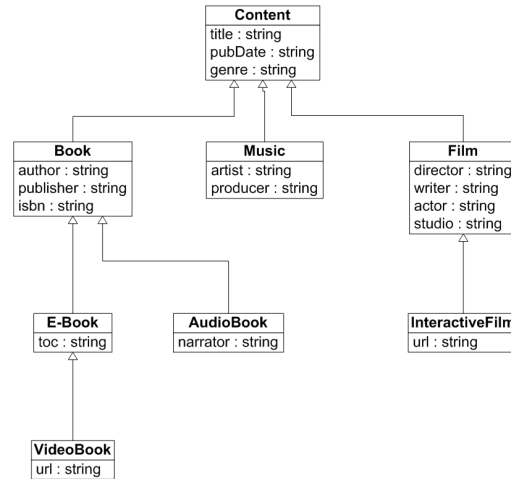 Content
title : string
pubDate : string
genre : string
Book
author : string
publisher : string
isbn : string
Music
artist : string
producer : string
Film
director : string
writer : string
actor : string
studio : string
E-Book
toc : string
AudioBook
narrator : string
InteractiveFilm
url : string
VideoBook
url : string